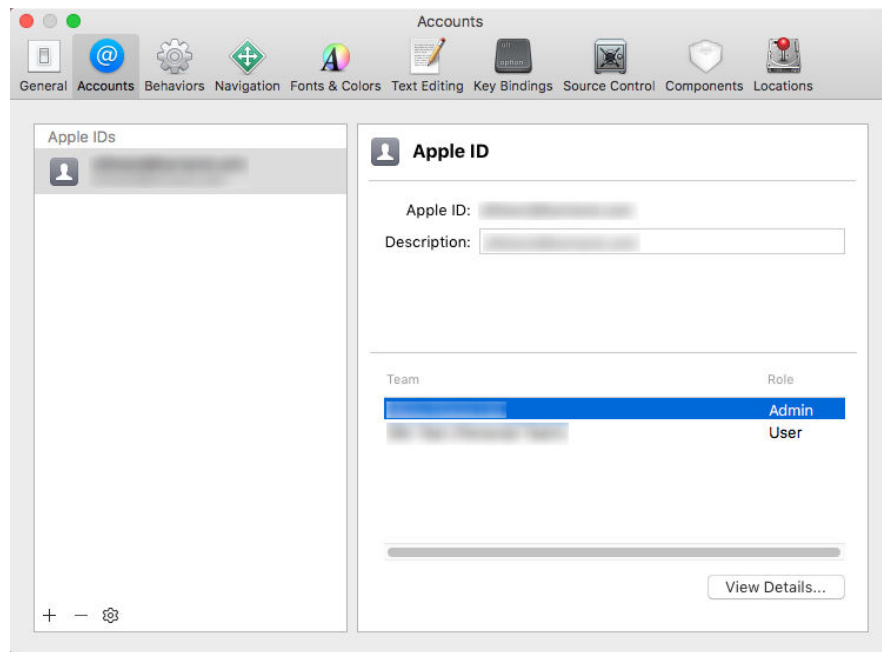 Accounts
General Accounts Behaviors Navigation Fonts & Colors Text Editing Key Bindings Source Control Components Locations
Apple IDs
Apple ID
Apple ID:
Description:
Team Role
Admin
User
View Details...